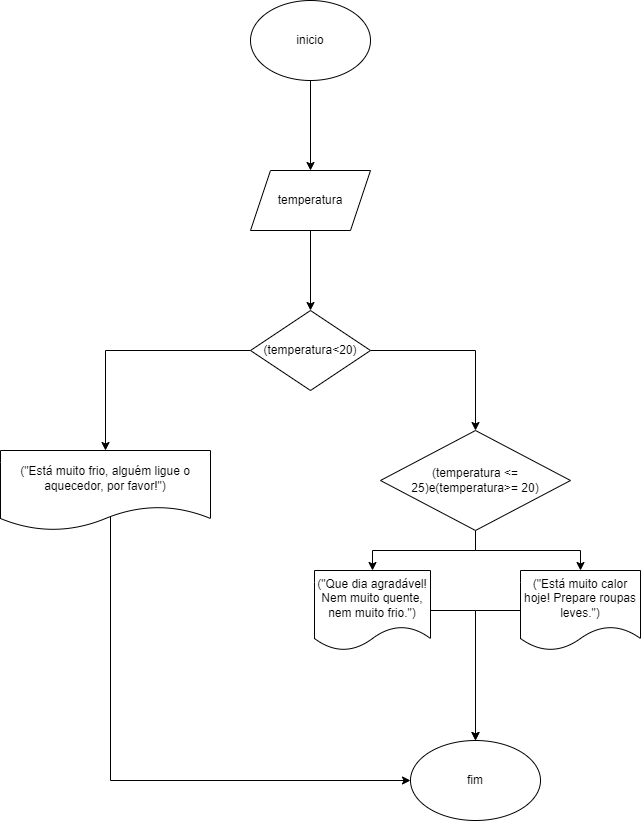 inicio
temperatura
(temperatura<20)
("Está muito frio, alguém ligue o
aquecedor, por favor!")
(temperatura <=
25)e(temperatura>= 20)
("Que dia agradável!
Nem muito quente,
nem muito frio.")
("Está muito calor
hoje! Prepare roupas
leves.")
fim